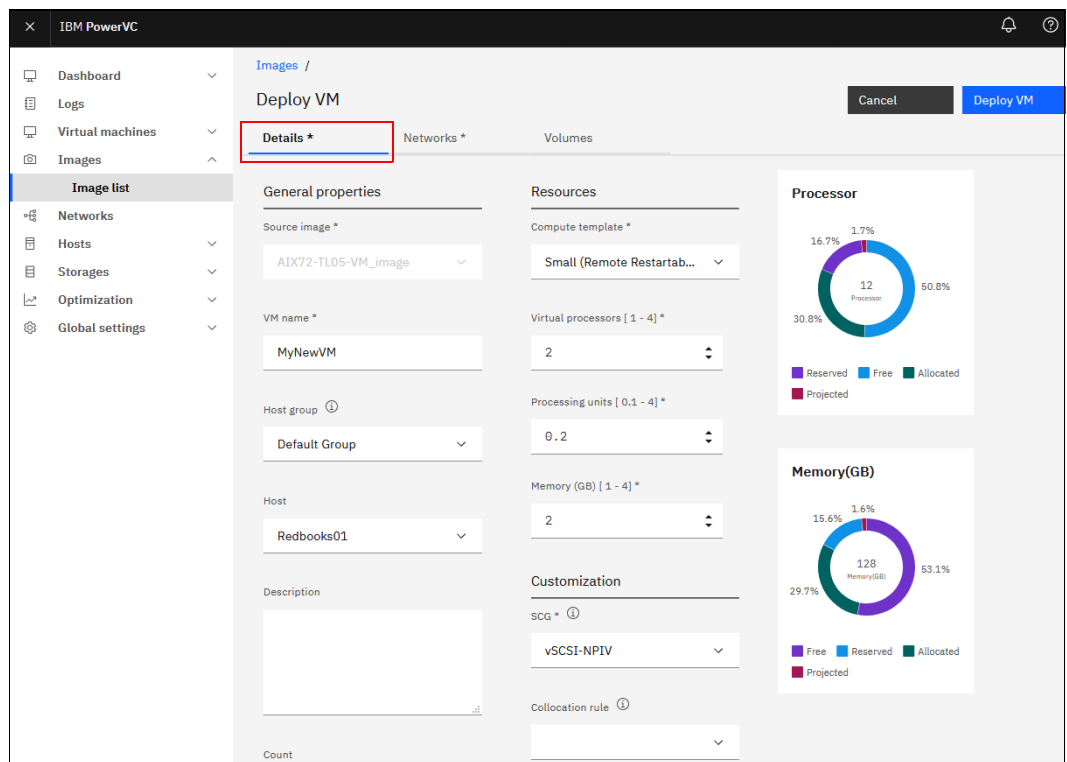 IBM PowerVC
Dashboard
Logs
Virtual machines
Images
Image list
Networks
Hosts
Storages
Optimization
Global settings
Images /
Deploy VM
Cancel
Deploy VM
Details *
Networks *
Volumes
General properties
Source image *
AIX72-TL05-VM_image
VM name *
MyNewVM
Host group
Default Group
Host
Redbooks01
Description
Count
Resources
Compute template *
Small (Remote Restartab...
Virtual processors [ 1 - 4] *
2
Processing units [ 0.1 - 4] *
0.2
Memory (GB) [ 1 - 4] *
2
Customization
SCG *
vSCSI-NPIV
Collocation rule
Processor
1.7%
16.7%
50.8%
30.8%
12
Processor
Reserved Free Allocated
Projected
Memory(GB)
1.6%
15.6%
53.1%
29.7%
128
Memory(GB)
Free Reserved Allocated
Projected